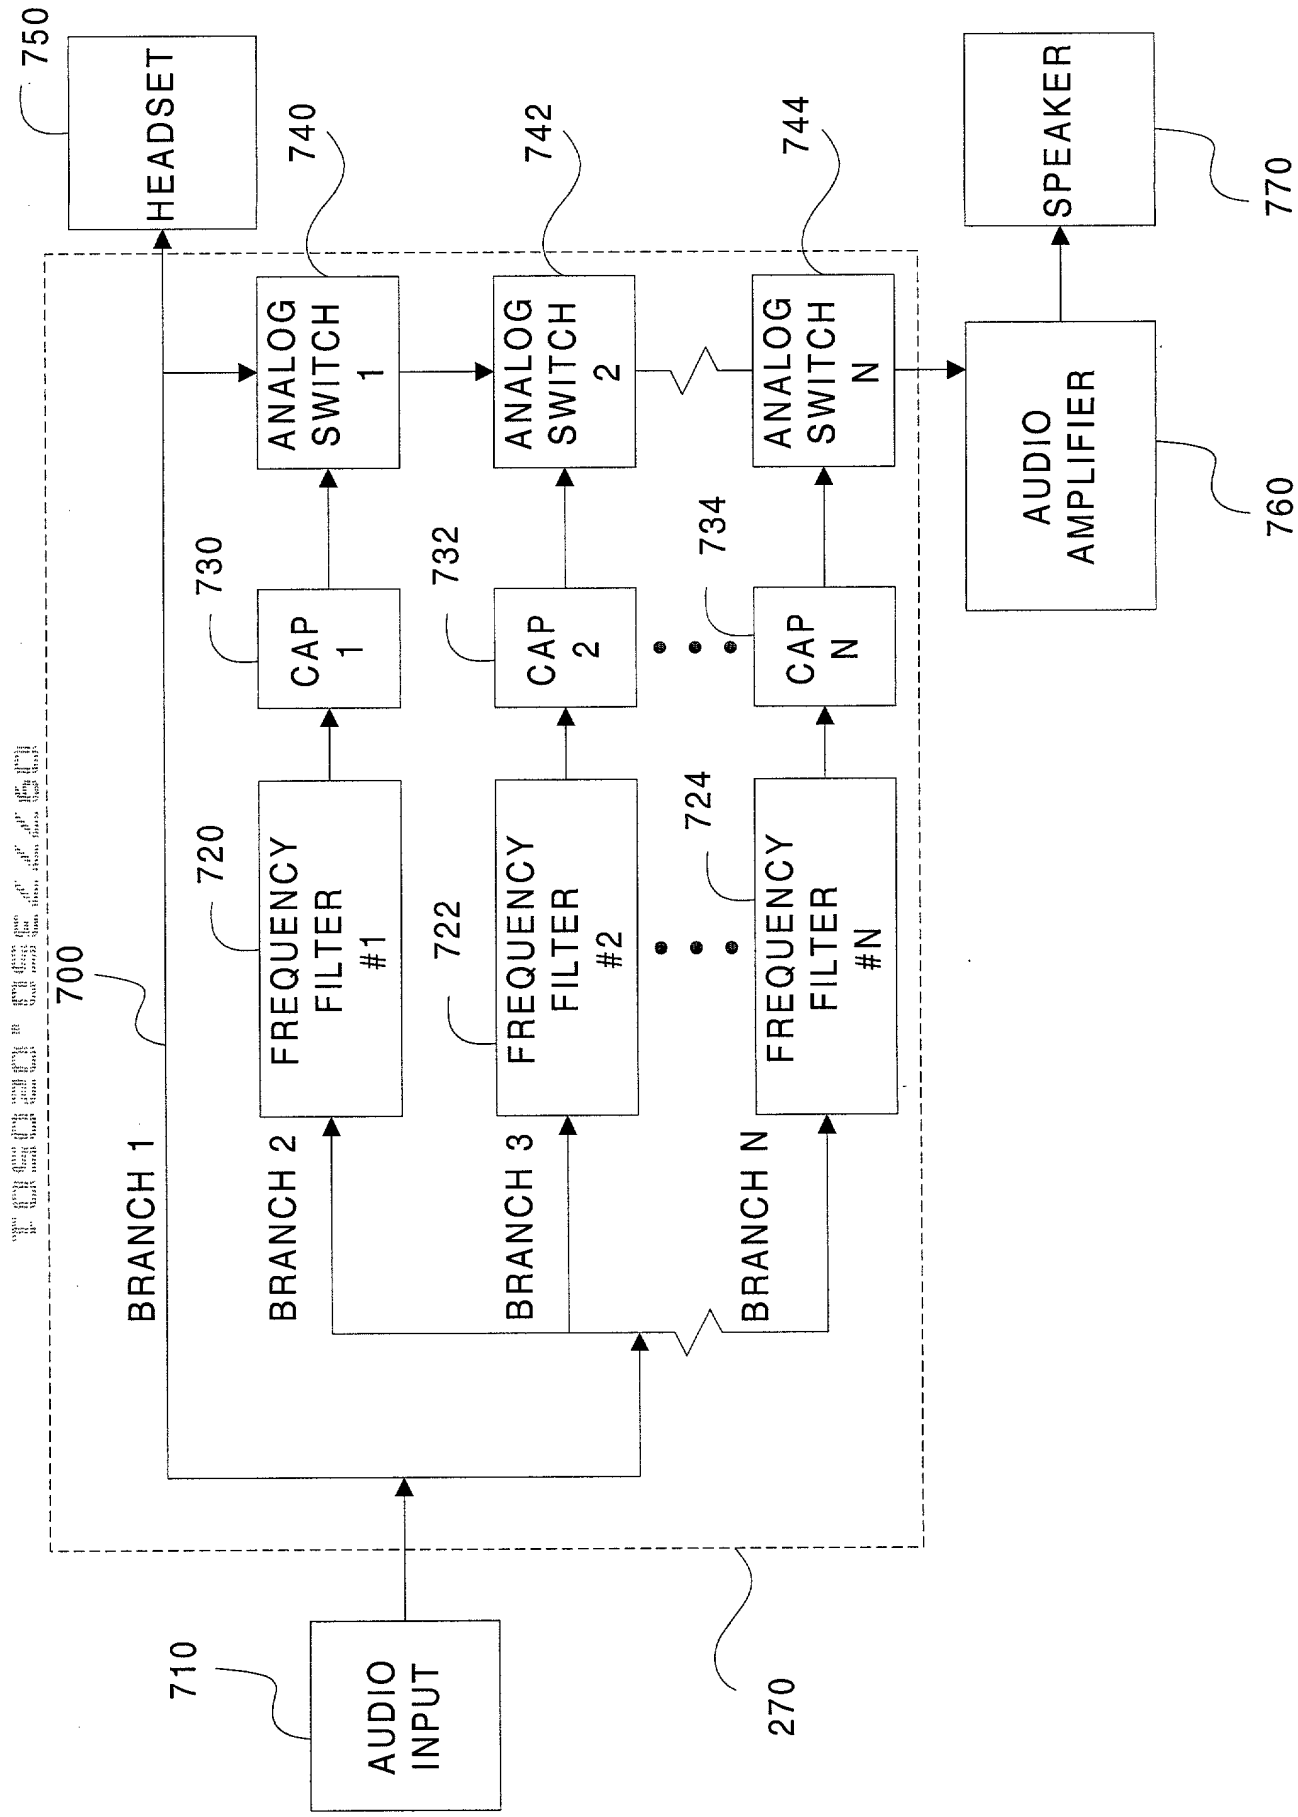 750
HEADSET
700
BRANCH 1
740
ANALOG
SWITCH
1
730
CAP
1
720
FREQUENCY
FILTER
#1
BRANCH 2
742
ANALOG
SWITCH
2
732
CAP
2
722
FREQUENCY
FILTER
#2
BRANCH 3
744
ANALOG
SWITCH
N
734
CAP
N
724
FREQUENCY
FILTER
#N
BRANCH N
710
AUDIO
INPUT
270
760
AUDIO
AMPLIFIER
770
SPEAKER